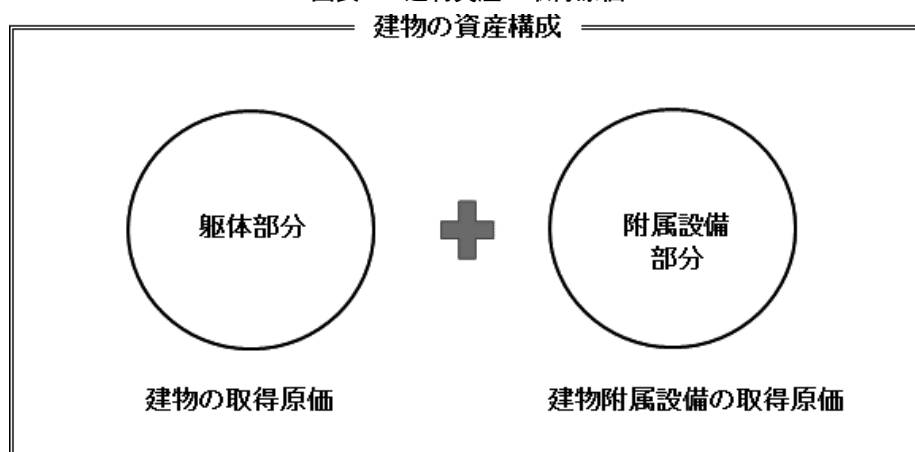 建物の資産構成
躯体部分
附属設備
部分
建物の取得原価
建物附属設備の取得原価